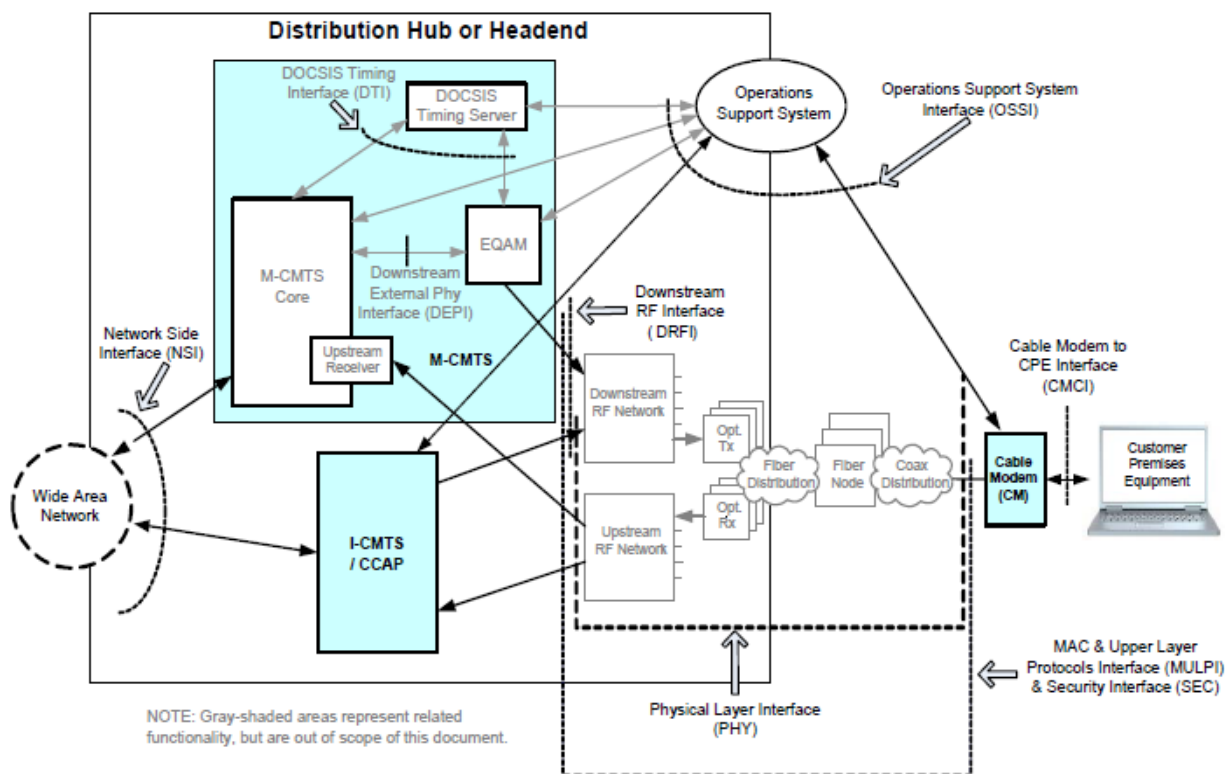 Distribution Hub or Headend
DOCSIS Timing
Interface (DTI)
DOCSIS
Timing Server
Operations
Support System
Operations Support System
Interface (OSSI)
M-CMTS
Core
EQAM
Downstream
External Phy
Interface (DEPI)
Upstream
Receiver
M-CMTS
Network Side
Interface (NSI)
Downstream
RF Interface
( DRFI)
Cable Modem to
CPE Interface
(CMCI)
Downstream
RF Network
Opt.
Tx
Fiber
Distribution
Fiber
Node
Coax
Distribution
Cable
Modem
(CM)
Customer
Premises
Equipment
Wide Area
Network
I-CMTS
/ CCAP
Opt.
Rx
Upstream
RF Network
MAC & Upper Layer
Protocols Interface (MULPI)
& Security Interface (SEC)
Physical Layer Interface
(PHY)
NOTE: Gray-shaded areas represent related
functionality, but are out of scope of this document.